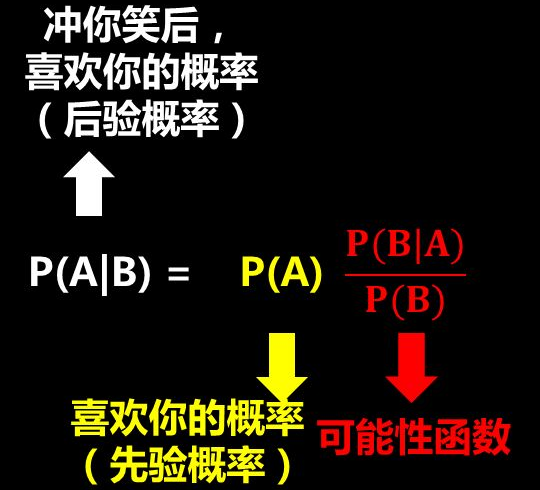 冲你笑后，
喜欢你的概率
（后验概率）
P(A|B) = P(A) P(B|A)
P(B)
喜欢你的概率
（先验概率）
可能性函数